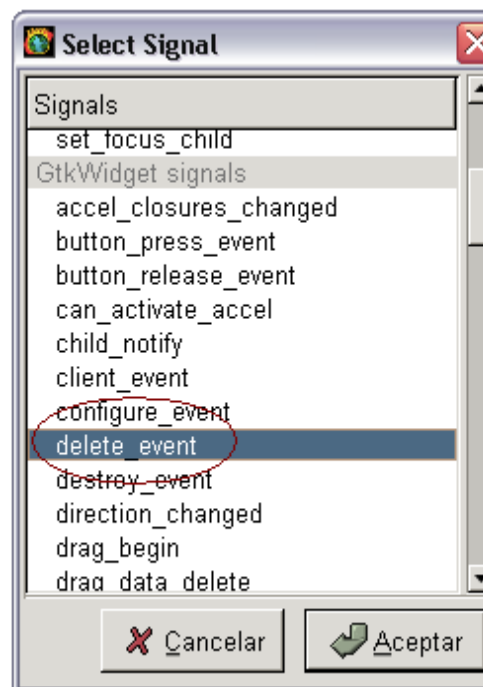 Select Signal
Signals
set_focus_child
GtkWidget signals
accel_closures_changed
button_press_event
button_release_event
can_activate_accel
child_notify
client_event
configure_event
delete_event
destroy_event
direction_changed
drag_begin
drag_data_delete
Cancelar
Aceptar